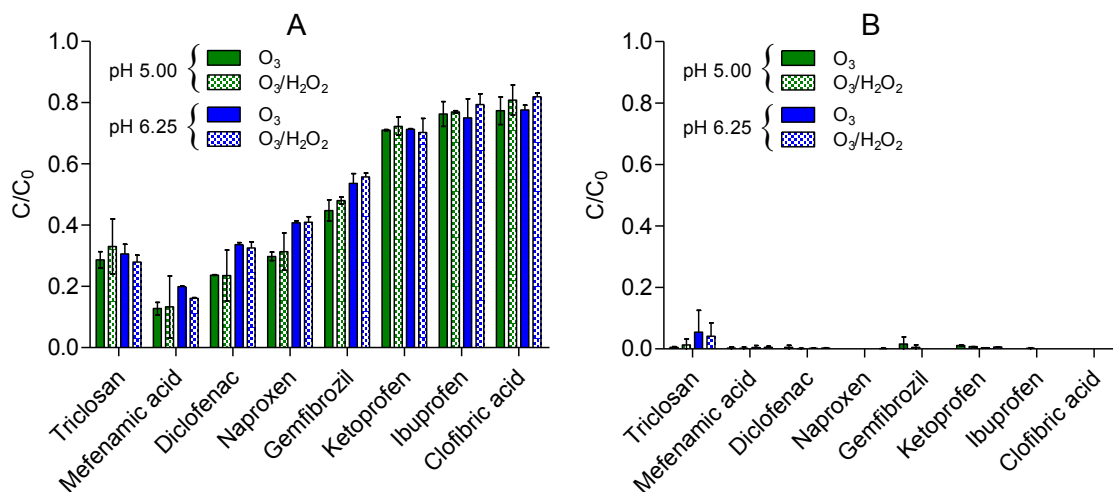 A
C/C0
1.0
0.8
0.6
0.4
0.2
0.0
pH 5.00
O3
O3/H2O2
pH 6.25
O3
O3/H2O2
Triclosan
Mefenamic acid
Diclofenac
Naproxen
Gemfibrozil
Ketoprofen
Ibuprofen
Clofibric acid
B
C/C0
1.0
0.8
0.6
0.4
0.2
0.0
pH 5.00
O3
O3/H2O2
pH 6.25
O3
O3/H2O2
Triclosan
Mefenamic acid
Diclofenac
Naproxen
Gemfibrozil
Ketoprofen
Ibuprofen
Clofibric acid